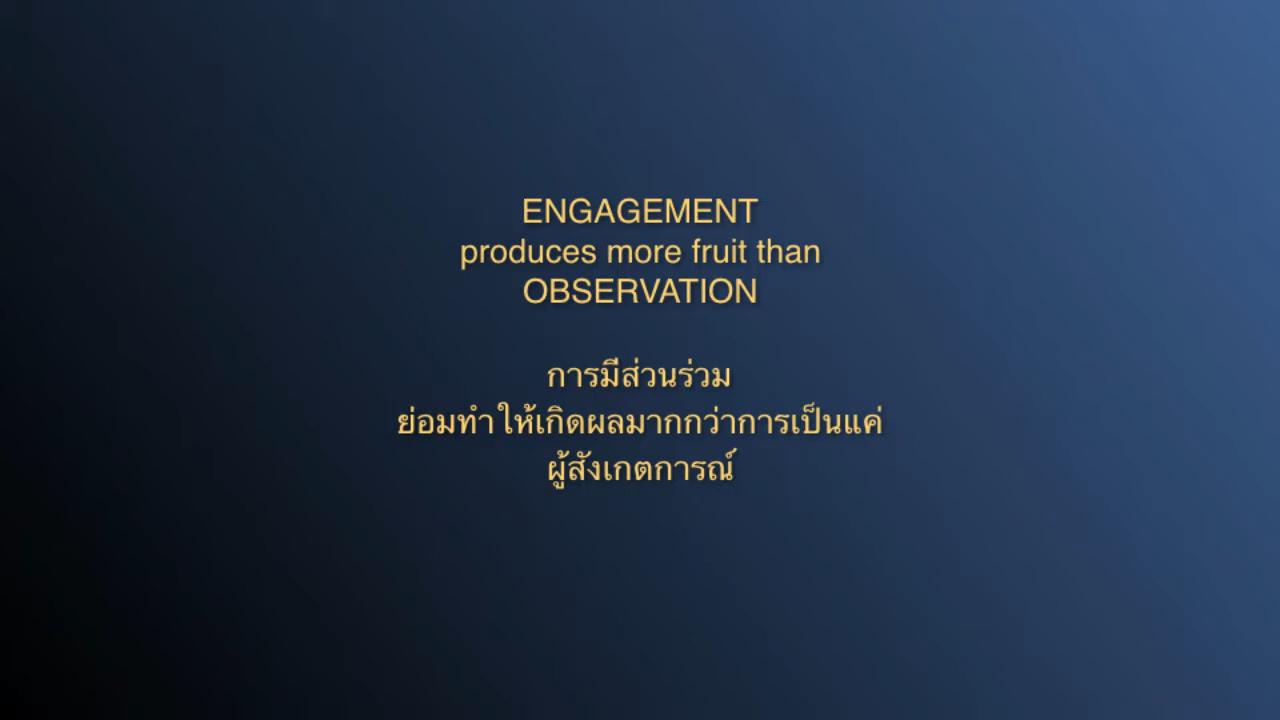 ENGAGEMENT
produces more fruit than
OBSERVATION
การมีส่วนร่วม
ย่อมทำให้เกิดผลมากกว่าการเป็นแค่
ผู้สังเกตการณ์